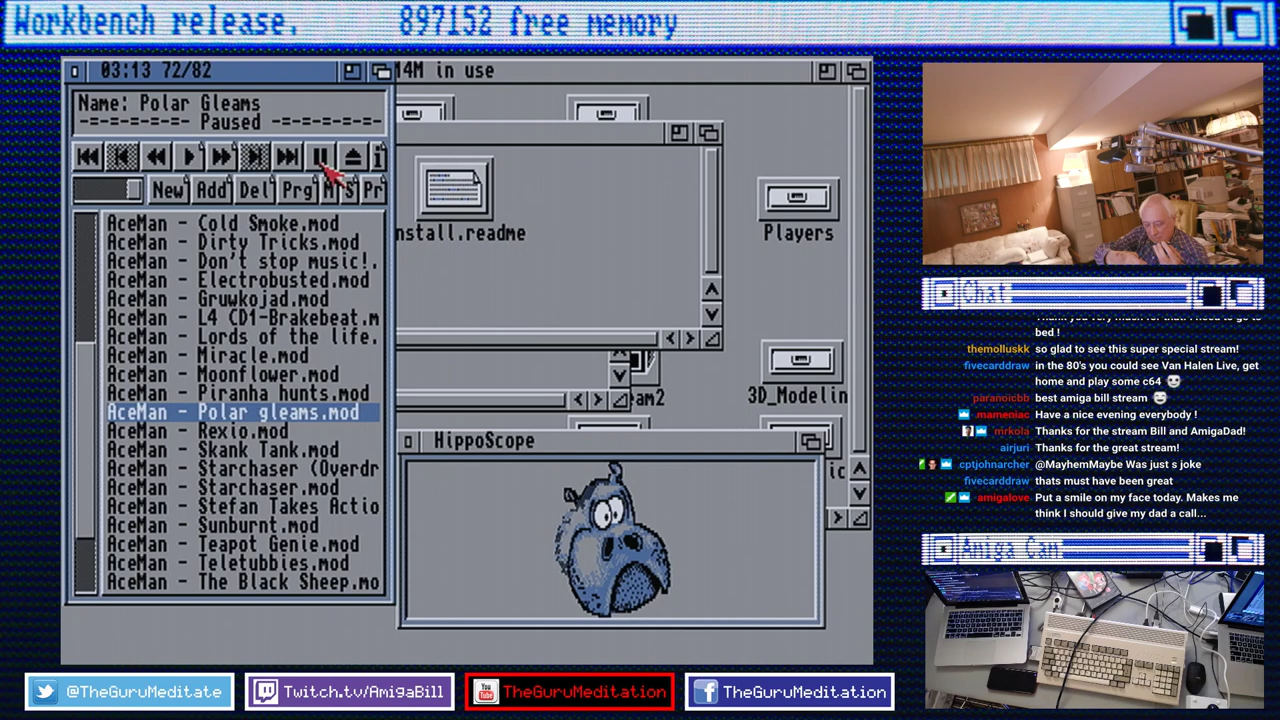 Workbench release. 897152 free memory
03:13 72/82
14M in use
Name: Polar Gleams
-=-=-=-=-=- Paused -=-=-=-=-=-
New Add Del Prg M S Pr
AceMan - Cold Smoke.mod
AceMan - Dirty Tricks.mod
AceMan - Don't stop music!.
AceMan - Electrobusted.mod
AceMan - Gruwkojad.mod
AceMan - L4 CD1-Brakebeat.m
AceMan - Lords of the life.
AceMan - Miracle.mod
AceMan - Moonflower.mod
AceMan - Piranha hunts.mod
AceMan - Polar gleams.mod
AceMan - Rexio.mod
AceMan - Skank Tank.mod
AceMan - Starchaser (Overdr
AceMan - Starchaser.mod
AceMan - Stefan Takes Actio
AceMan - Sunburnt.mod
AceMan - Teapot Genie.mod
AceMan - Teletubbies.mod
AceMan - The Black Sheep.mo
nstall.readme
Players
eam2
3D_Modelin
ic
HippoScope
Chat
bed !
themolluskk so glad to see this super special stream!
fivecarddraw in the 80's you could see Van Halen Live, get
home and play some c64
paranoicbb best amiga bill stream
mameniac Have a nice evening everybody !
mrkola Thanks for the stream Bill and AmigaDad!
airjuri Thanks for the great stream!
cptjohnarcher @MayhemMaybe Was just s joke
fivecarddraw thats must have been great
amigalove Put a smile on my face today. Makes me
think I should give my dad a call...
Amiga Cam
@TheGuruMeditate
Twitch.tv/AmigaBill
You Tube TheGuruMeditation
TheGuruMeditation